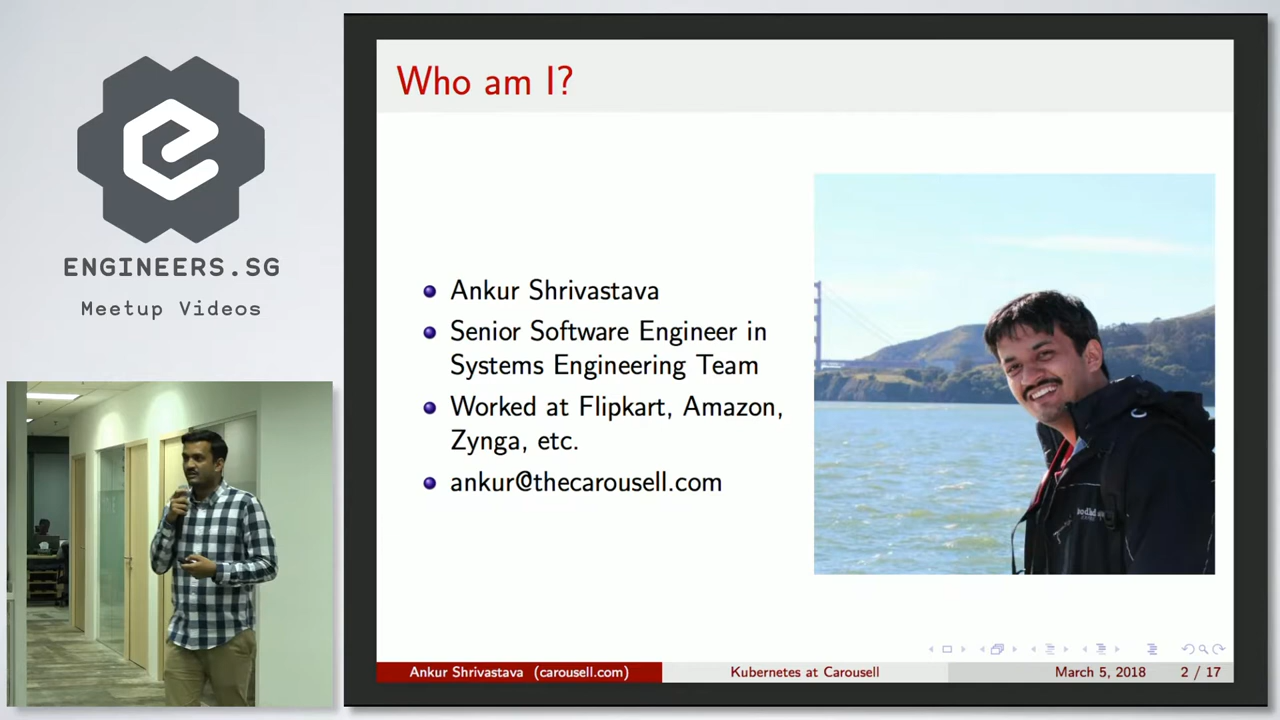 ENGINEERS.SG
Meetup Videos
Who am I?
Ankur Shrivastava
Senior Software Engineer in
Systems Engineering Team
Worked at Flipkart, Amazon,
Zynga, etc.
ankur@thecarousell.com
Ankur Shrivastava (carousell.com)
Kubernetes at Carousell
March 5, 2018
2 / 17